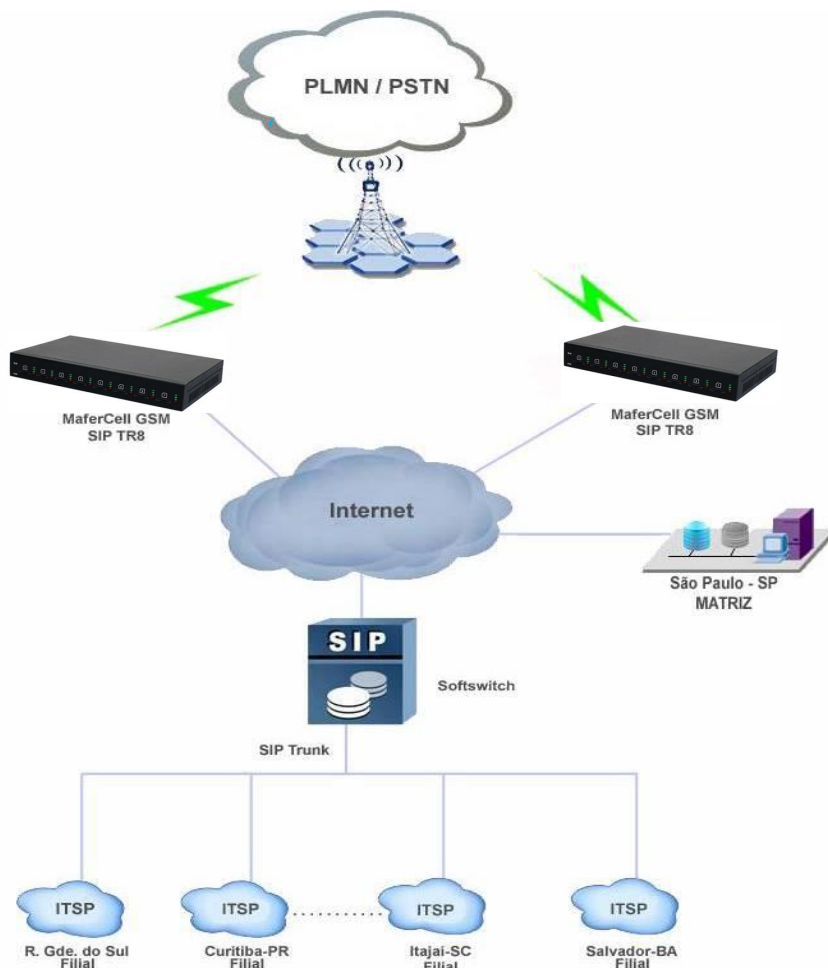 PLMN / PSTN
MaferCell GSM
SIP TR8
MaferCell GSM
SIP TR8
Internet
São Paulo - SP
MATRIZ
SIP
Softswitch
SIP Trunk
ITSP
ITSP
ITSP
ITSP
R. Gde. do Sul
Filial
Curitiba-PR
Filial
Itajaí-SC
Filial
Salvador-BA
Filial